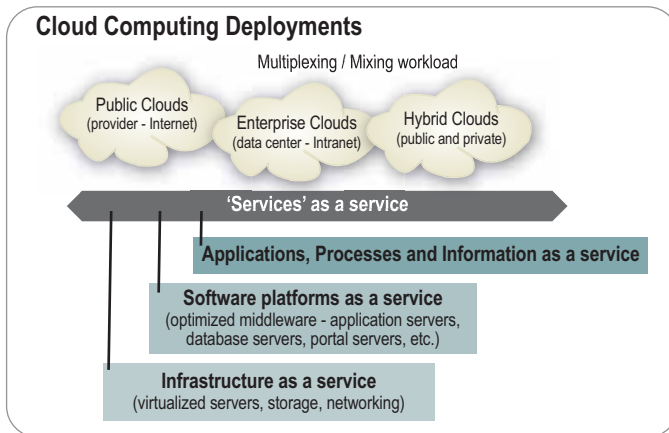 Cloud Computing Deployments
Multiplexing / Mixing workload
Public Clouds
(provider - Internet)
Enterprise Clouds
(data center - Intranet)
Hybrid Clouds
(public and private)
‘Services’ as a service
Applications, Processes and Information as a service
Software platforms as a service
(optimized middleware - application servers,
database servers, portal servers, etc.)
Infrastructure as a service
(virtualized servers, storage, networking)